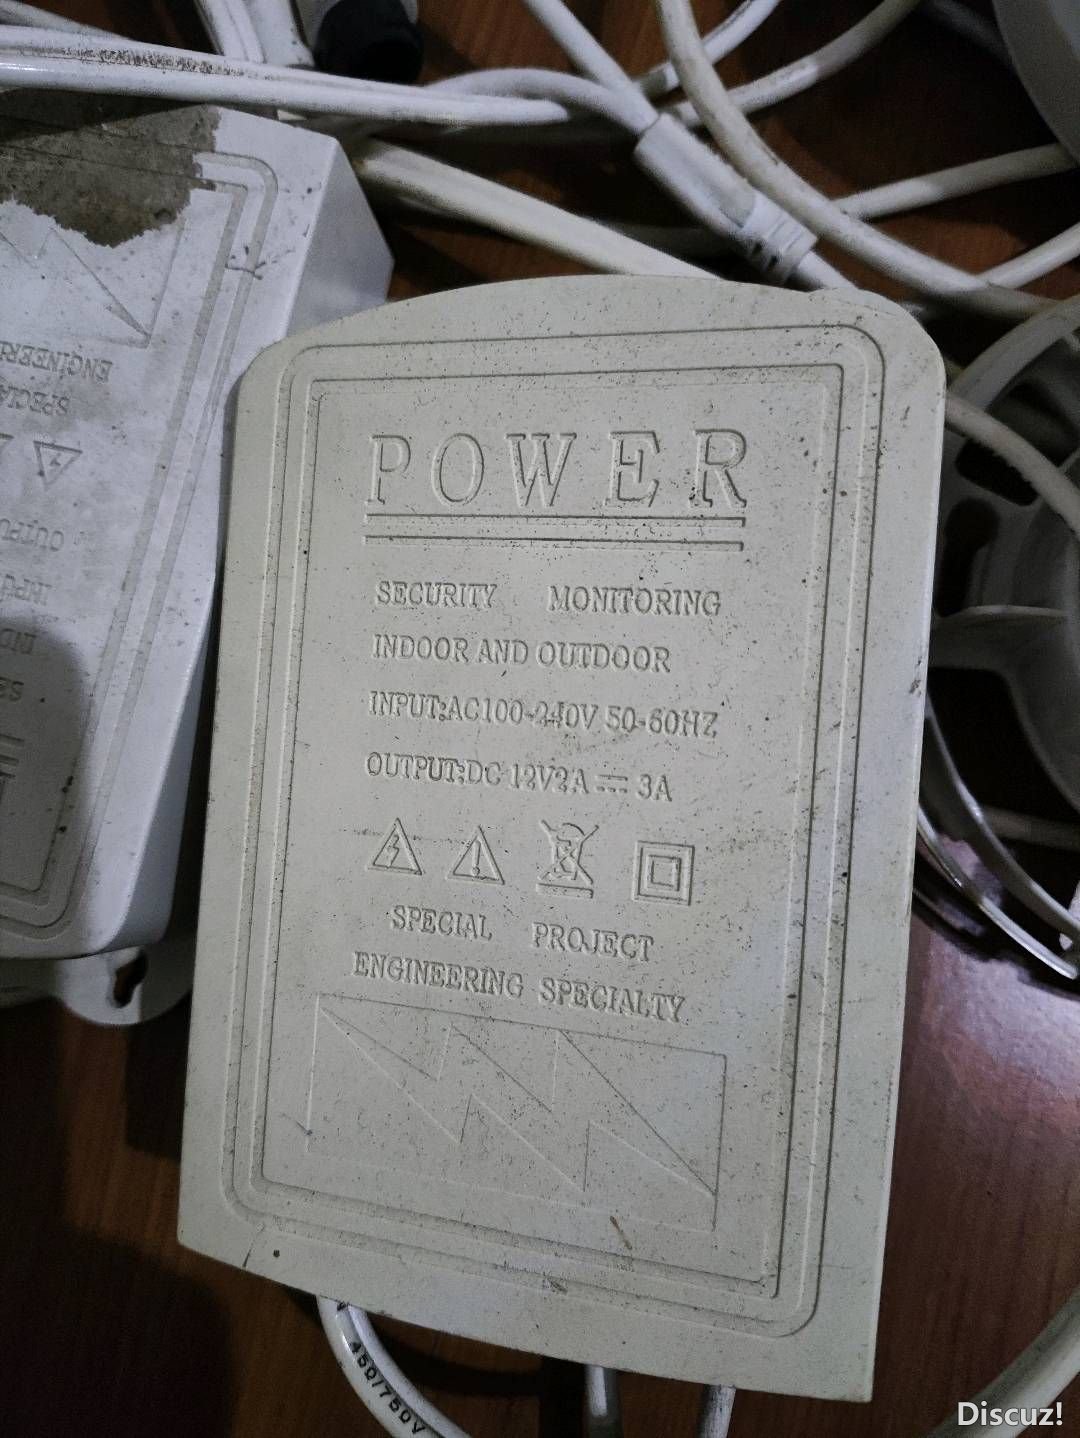 POWER
SECURITY MONITORING
INDOOR AND OUTDOOR
INPUT:AC100-240V 50-60HZ
OUTPUT:DC 12V2A ⎓ 3A
SPECIAL PROJECT
ENGINEERING SPECIALTY
450/750V
Discuz!